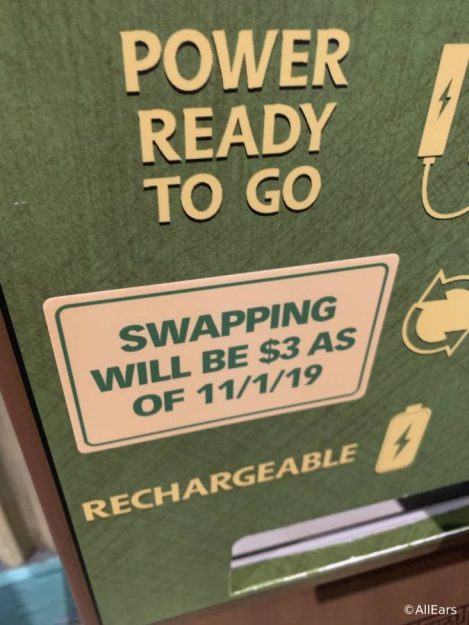 POWER
READY
TO GO
SWAPPING
WILL BE $3 AS
OF 11/1/19
RECHARGEABLE
©AllEars